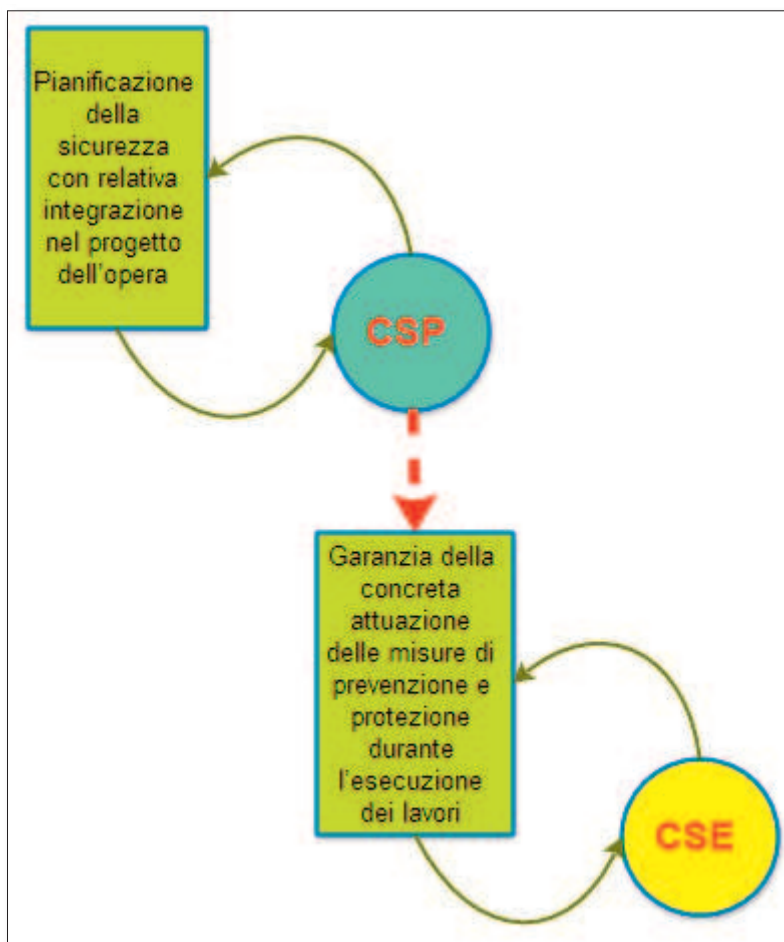 Pianificazione
della
sicurezza
con relativa
integrazione
nel progetto
dell'opera
CSP
Garanzia della
concreta
attuazione
delle misure di
prevenzione e
protezione
durante
l'esecuzione
dei lavori
CSE